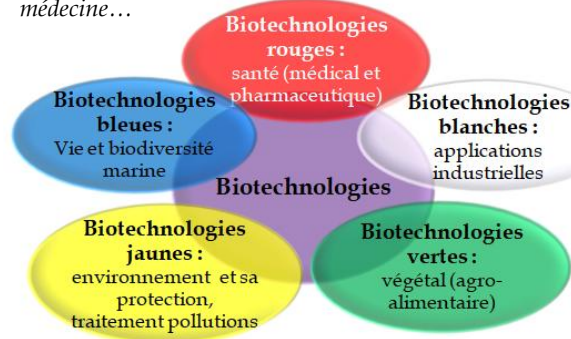 médecine…
Biotechnologies
rouges :
santé (médical et
pharmaceutique)
Biotechnologies
bleues :
Vie et biodiversité
marine
Biotechnologies
blanches :
applications
industrielles
Biotechnologies
Biotechnologies
jaunes :
environnement et sa
protection,
traitement pollutions
Biotechnologies
vertes :
végétal (agro-
alimentaire)